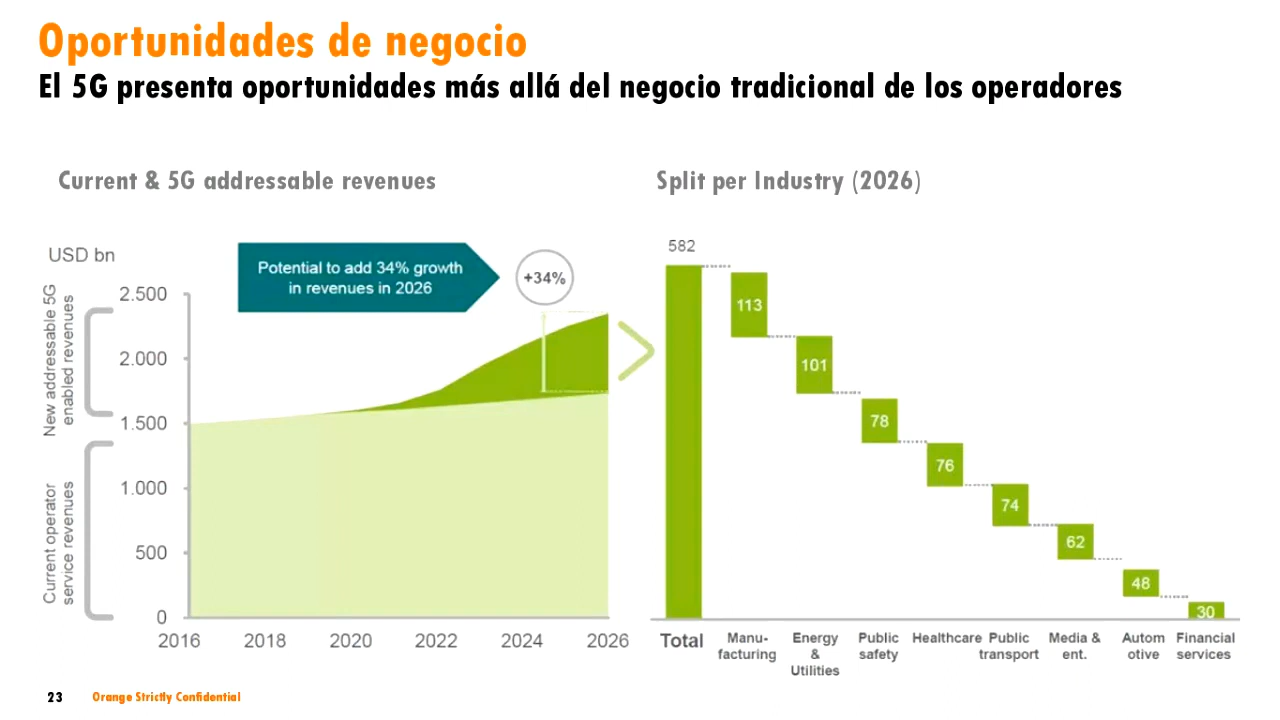 Oportunidades de negocio
El 5G presenta oportunidades más allá del negocio tradicional de los operadores
Current & 5G addressable revenues
USD bn
Potential to add 34% growth
in revenues in 2026
+34%
New addressable 5G
enabled revenues
Current operator
service revenues
2.500
2.000
1.500
1.000
500
0
2016
2018
2020
2022
2024
2026
Split per Industry (2026)
582
113
101
78
76
74
62
48
30
Total
Manu-
facturing
Energy
&
Utilities
Public
safety
Healthcare
Public
transport
Media &
ent.
Autom
otive
Financial
services
23
Orange Strictly Confidential